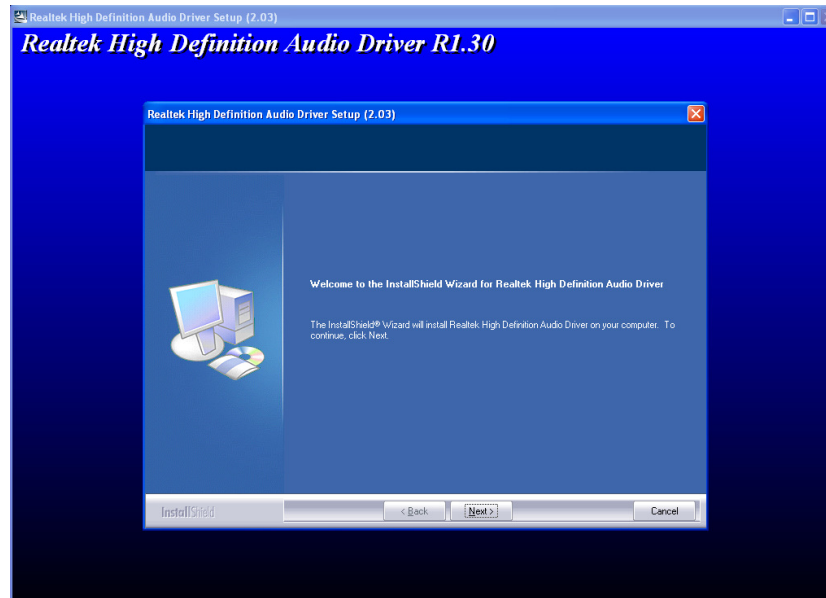 Realtek High Definition Audio Driver Setup (2.03)
Realtek High Definition Audio Driver R1.30
Realtek High Definition Audio Driver Setup (2.03)
Welcome to the InstallShield Wizard for Realtek High Definition Audio Driver
The InstallShield® Wizard will install Realtek High Definition Audio Driver on your computer. To
continue, click Next.
InstallShield
< Back
Next >
Cancel